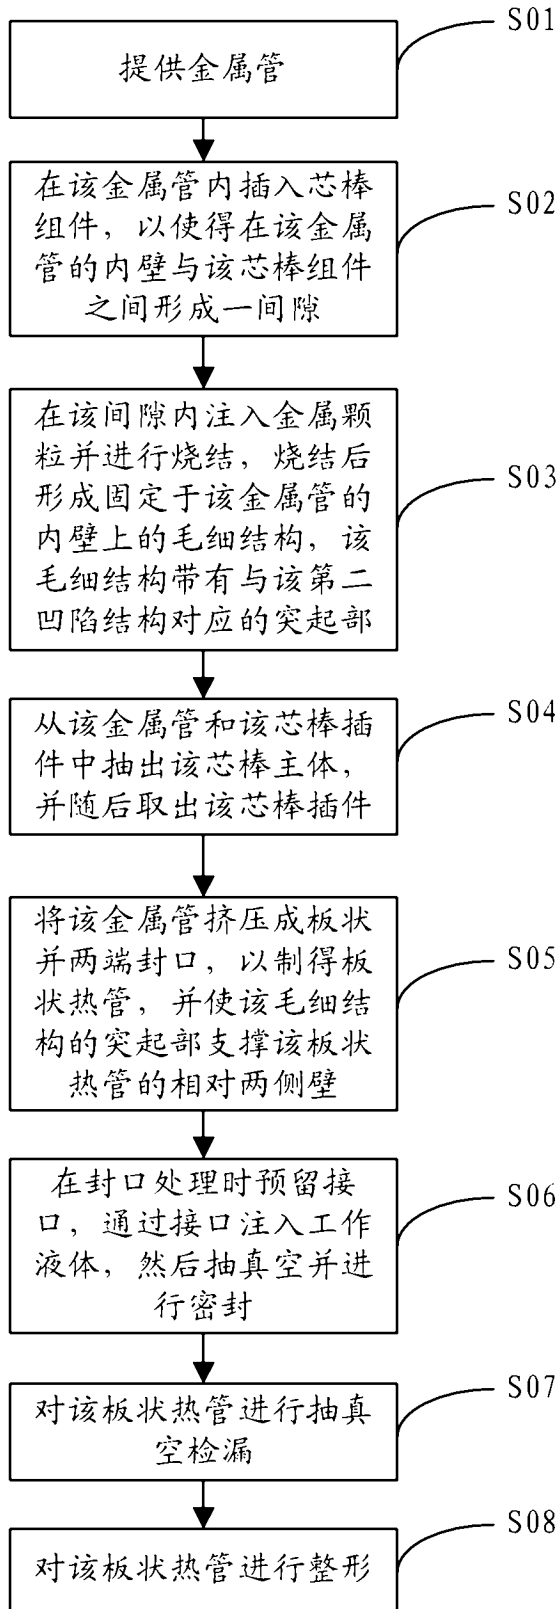 S01
提供金属管
S02
在该金属管内插入芯棒
组件，以使得在该金属
管的内壁与该芯棒组件
之间形成一间隙
S03
在该间隙内注入金属颗
粒并进行烧结，烧结后
形成固定于该金属管的
内壁上的毛细结构，该
毛细结构带有与该第二
凹陷结构对应的突起部
S04
从该金属管和该芯棒插
件中抽出该芯棒主体，
并随后取出该芯棒插件
S05
将该金属管挤压成板状
并两端封口，以制得板
状热管，并使该毛细结
构的突起部支撑该板状
热管的相对两侧壁
S06
在封口处理时预留接
口，通过接口注入工作
液体，然后抽真空并进
行密封
S07
对该板状热管进行抽真
空检漏
S08
对该板状热管进行整形